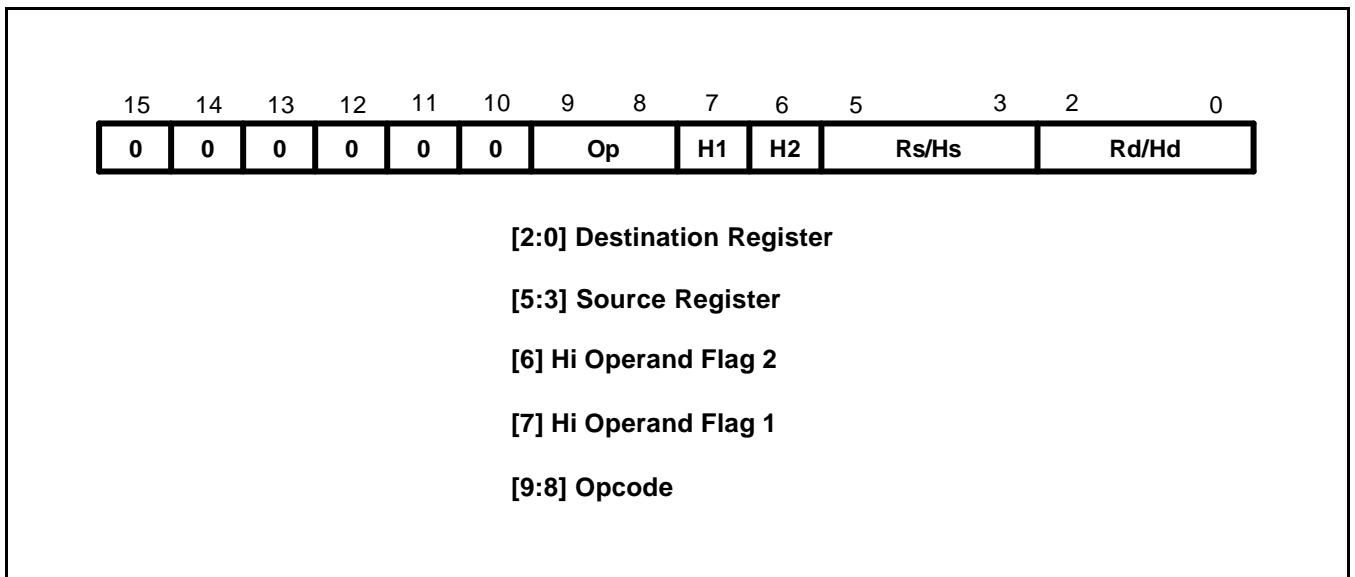 15 14 13 12 11 10 9 8 7 6 5 3 2 0
0 0 0 0 0 0 Op H1 H2 Rs/Hs Rd/Hd
[2:0] Destination Register
[5:3] Source Register
[6] Hi Operand Flag 2
[7] Hi Operand Flag 1
[9:8] Opcode